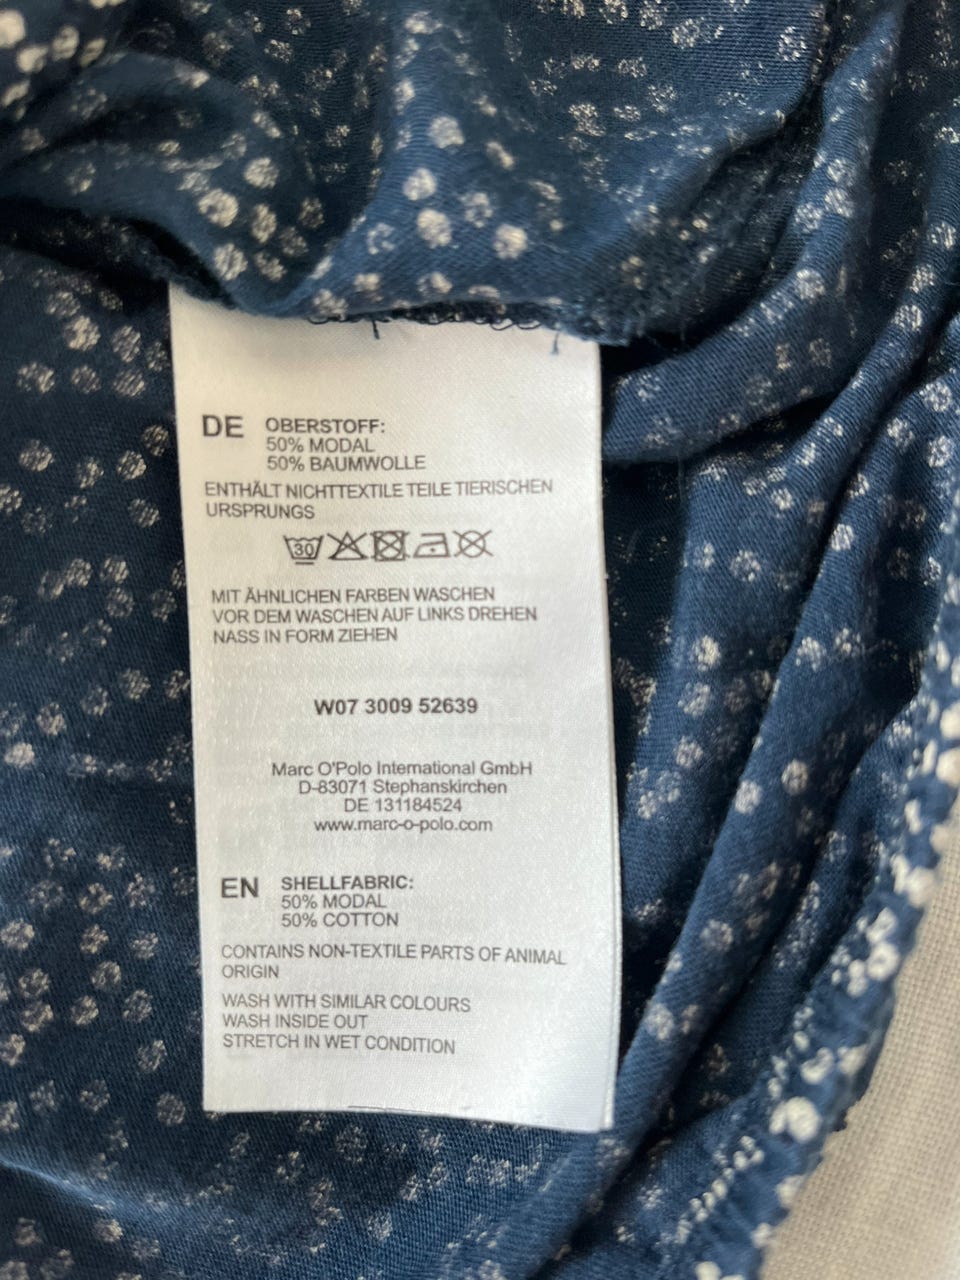 DE OBERSTOFF:
50% MODAL
50% BAUMWOLLE
ENTHÄLT NICHTTEXTILE TEILE TIERISCHEN
URSPRUNGS
30
MIT ÄHNLICHEN FARBEN WASCHEN
VOR DEM WASCHEN AUF LINKS DREHEN
NASS IN FORM ZIEHEN
W07 3009 52639
Marc O'Polo International GmbH
D-83071 Stephanskirchen
DE 131184524
www.marc-o-polo.com
EN SHELLFABRIC:
50% MODAL
50% COTTON
CONTAINS NON-TEXTILE PARTS OF ANIMAL
ORIGIN
WASH WITH SIMILAR COLOURS
WASH INSIDE OUT
STRETCH IN WET CONDITION